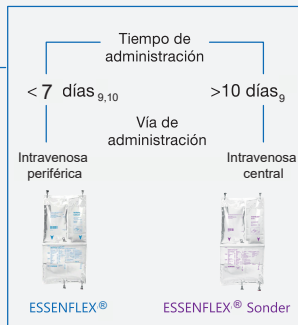 Tiempo de
administración
< 7 días 9,10
>10 días 9
Vía de
administración
Intravenosa
periférica
Intravenosa
central
ESSENFLEX®
ESSENFLEX® Sonder